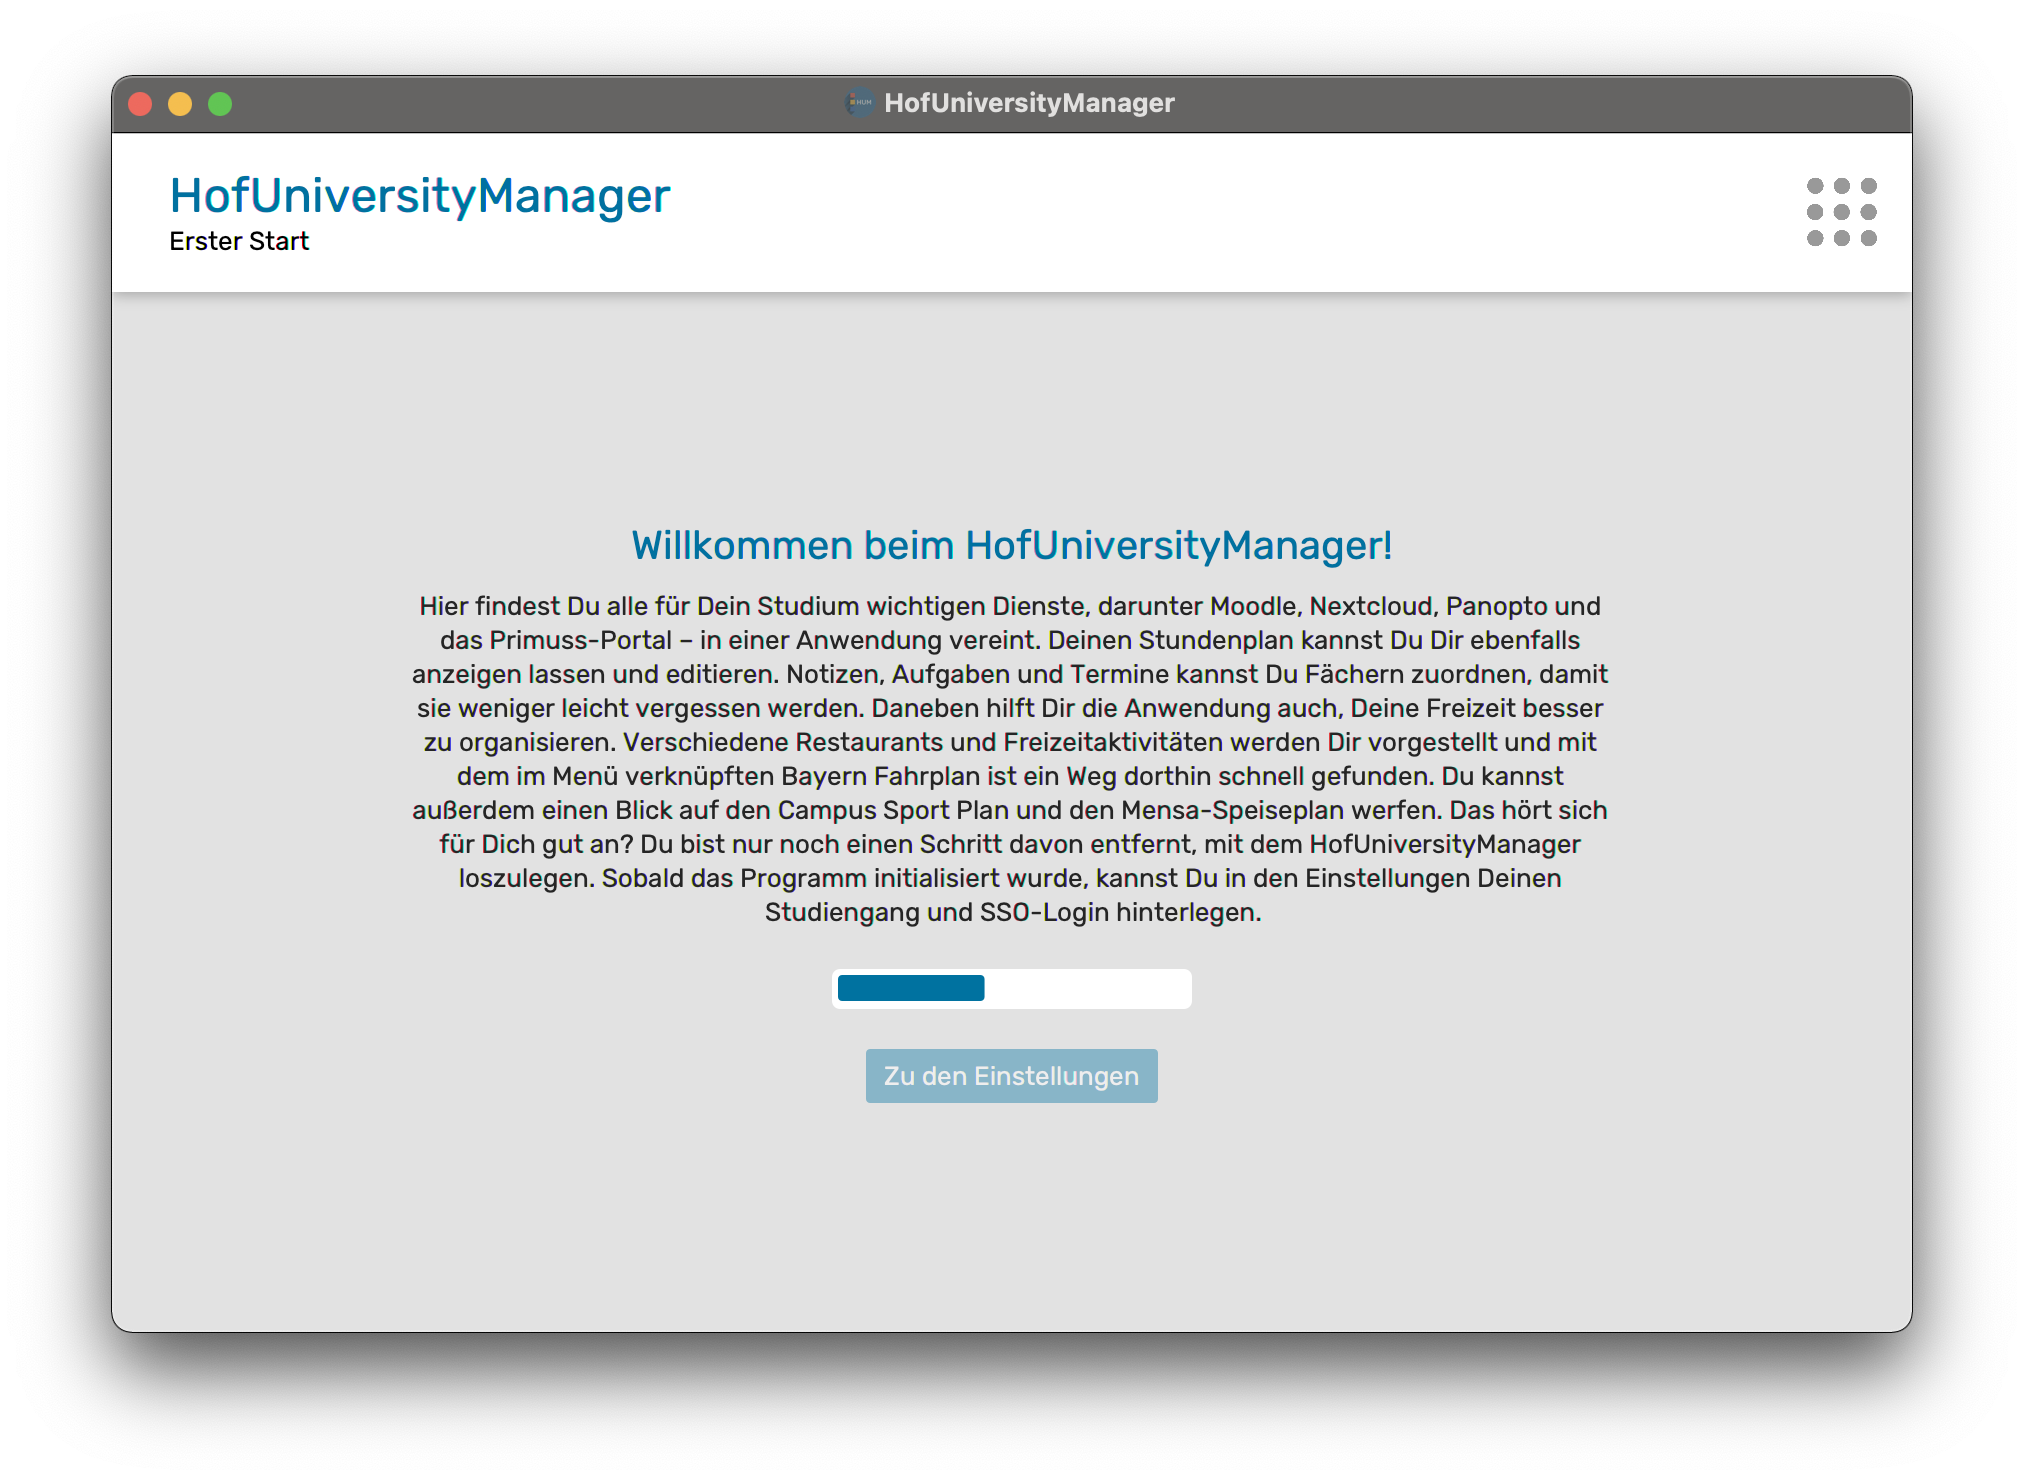 HUM HofUniversityManager
HofUniversityManager
Erster Start
Willkommen beim HofUniversityManager!
Hier findest Du alle für Dein Studium wichtigen Dienste, darunter Moodle, Nextcloud, Panopto und
das Primuss-Portal – in einer Anwendung vereint. Deinen Stundenplan kannst Du Dir ebenfalls
anzeigen lassen und editieren. Notizen, Aufgaben und Termine kannst Du Fächern zuordnen, damit
sie weniger leicht vergessen werden. Daneben hilft Dir die Anwendung auch, Deine Freizeit besser
zu organisieren. Verschiedene Restaurants und Freizeitaktivitäten werden Dir vorgestellt und mit
dem im Menü verknüpften Bayern Fahrplan ist ein Weg dorthin schnell gefunden. Du kannst
außerdem einen Blick auf den Campus Sport Plan und den Mensa-Speiseplan werfen. Das hört sich
für Dich gut an? Du bist nur noch einen Schritt davon entfernt, mit dem HofUniversityManager
loszulegen. Sobald das Programm initialisiert wurde, kannst Du in den Einstellungen Deinen
Studiengang und SSO-Login hinterlegen.
Zu den Einstellungen